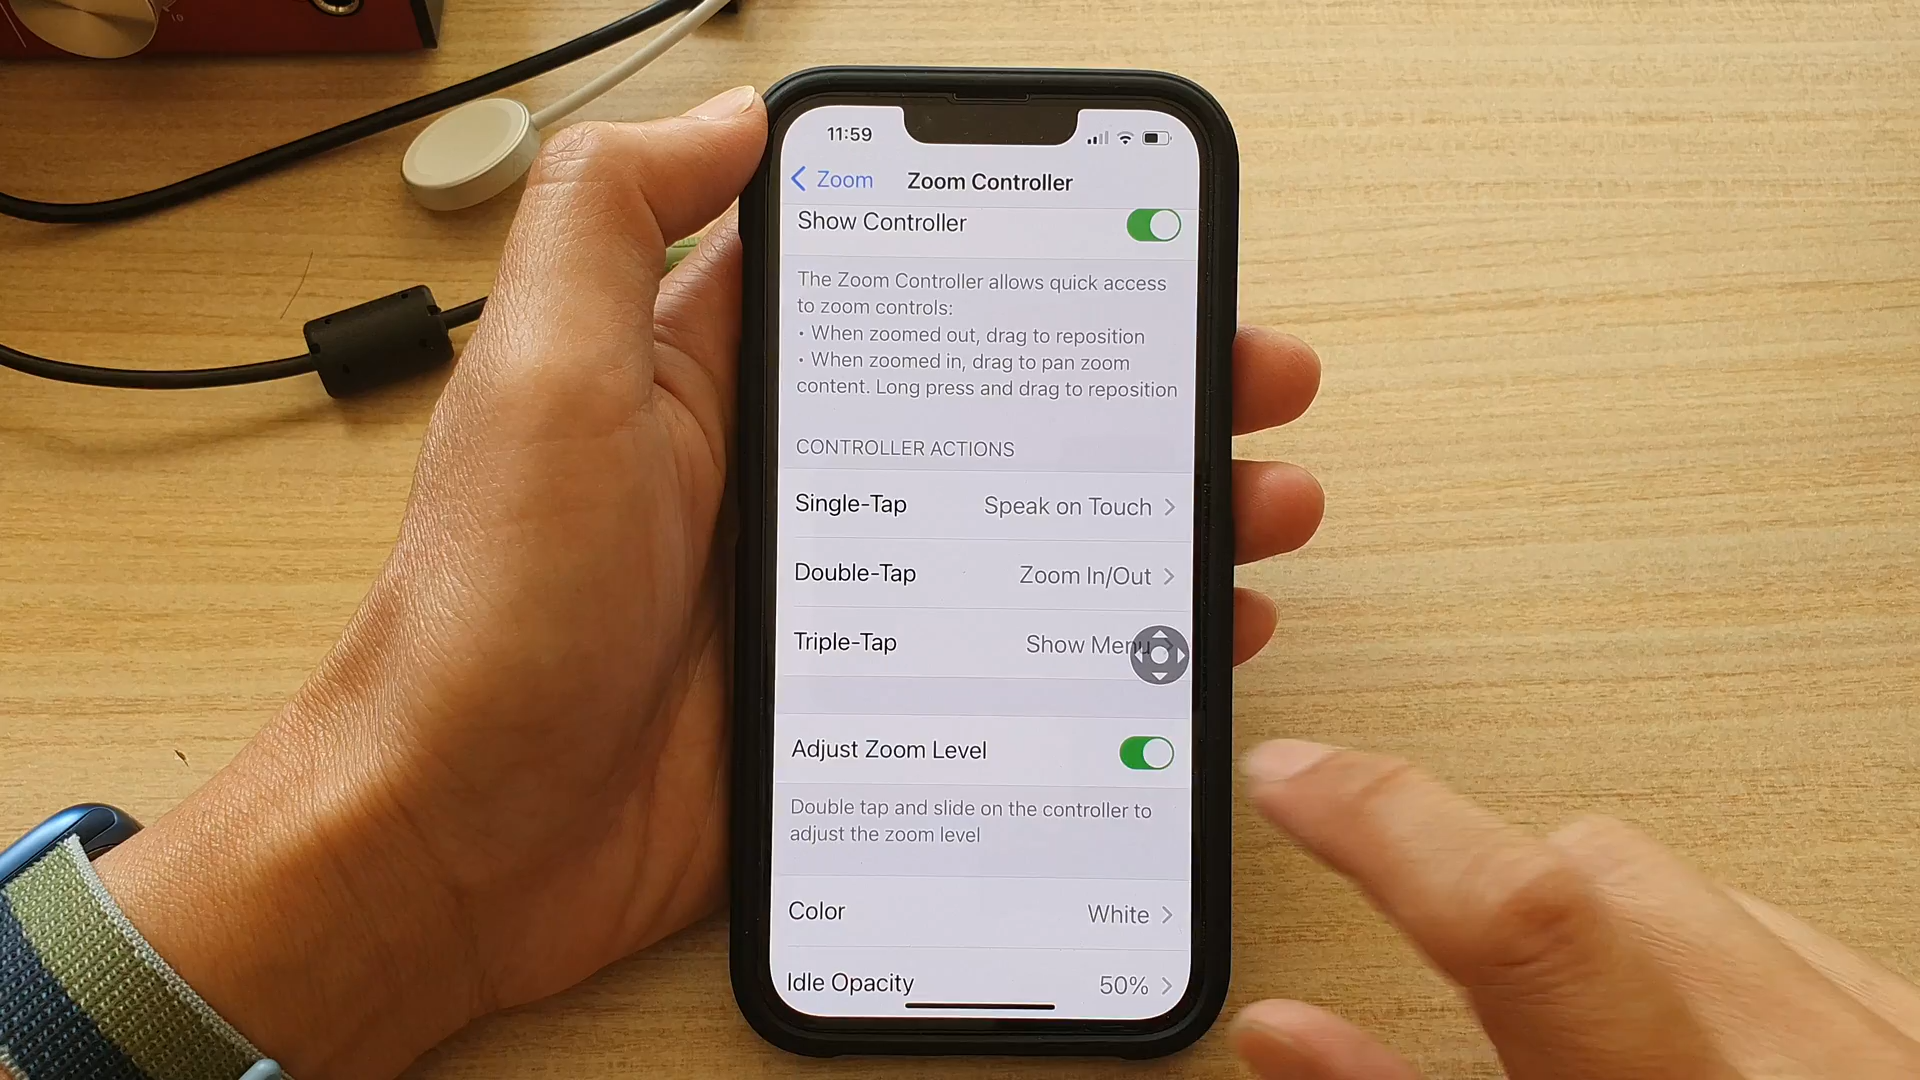 11:59
Zoom
Zoom Controller
Show Controller
The Zoom Controller allows quick access
to zoom controls:
• When zoomed out, drag to reposition
• When zoomed in, drag to pan zoom
content. Long press and drag to reposition
CONTROLLER ACTIONS
Single-Tap Speak on Touch
Double-Tap Zoom In/Out
Triple-Tap Show Menu
Adjust Zoom Level
Double tap and slide on the controller to
adjust the zoom level
Color White
Idle Opacity 50%
10